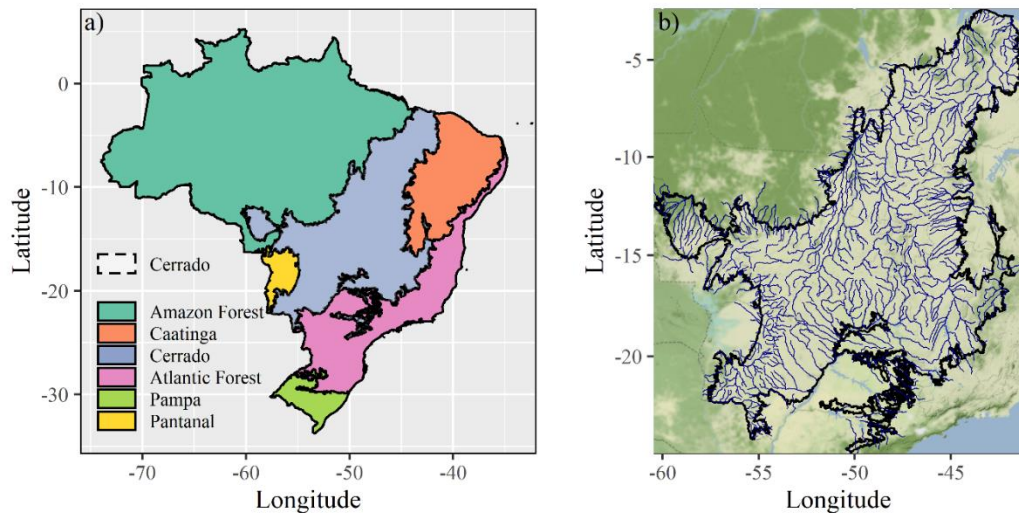 a)
Latitude
0
-10
-20
-30
Cerrado
Amazon Forest
Caatinga
Cerrado
Atlantic Forest
Pampa
Pantanal
-70 -60 -50 -40
Longitude
b)
Latitude
-5
-10
-15
-20
-60 -55 -50 -45
Longitude